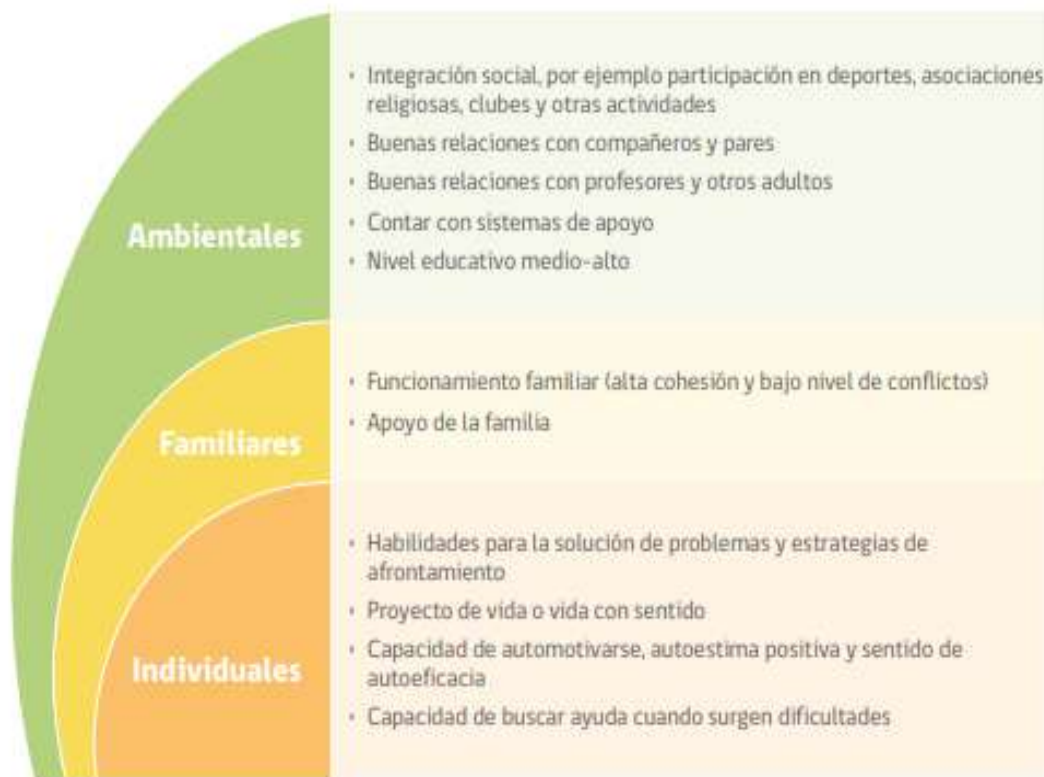 Ambientales
• Integración social, por ejemplo participación en deportes, asociaciones
religiosas, clubes y otras actividades
• Buenas relaciones con compañeros y pares
• Buenas relaciones con profesores y otros adultos
• Contar con sistemas de apoyo
• Nivel educativo medio-alto
Familiares
• Funcionamiento familiar (alta cohesión y bajo nivel de conflictos)
• Apoyo de la familia
Individuales
• Habilidades para la solución de problemas y estrategias de
afrontamiento
• Proyecto de vida o vida con sentido
• Capacidad de automotivarse, autoestima positiva y sentido de
autoeficacia
• Capacidad de buscar ayuda cuando surgen dificultades